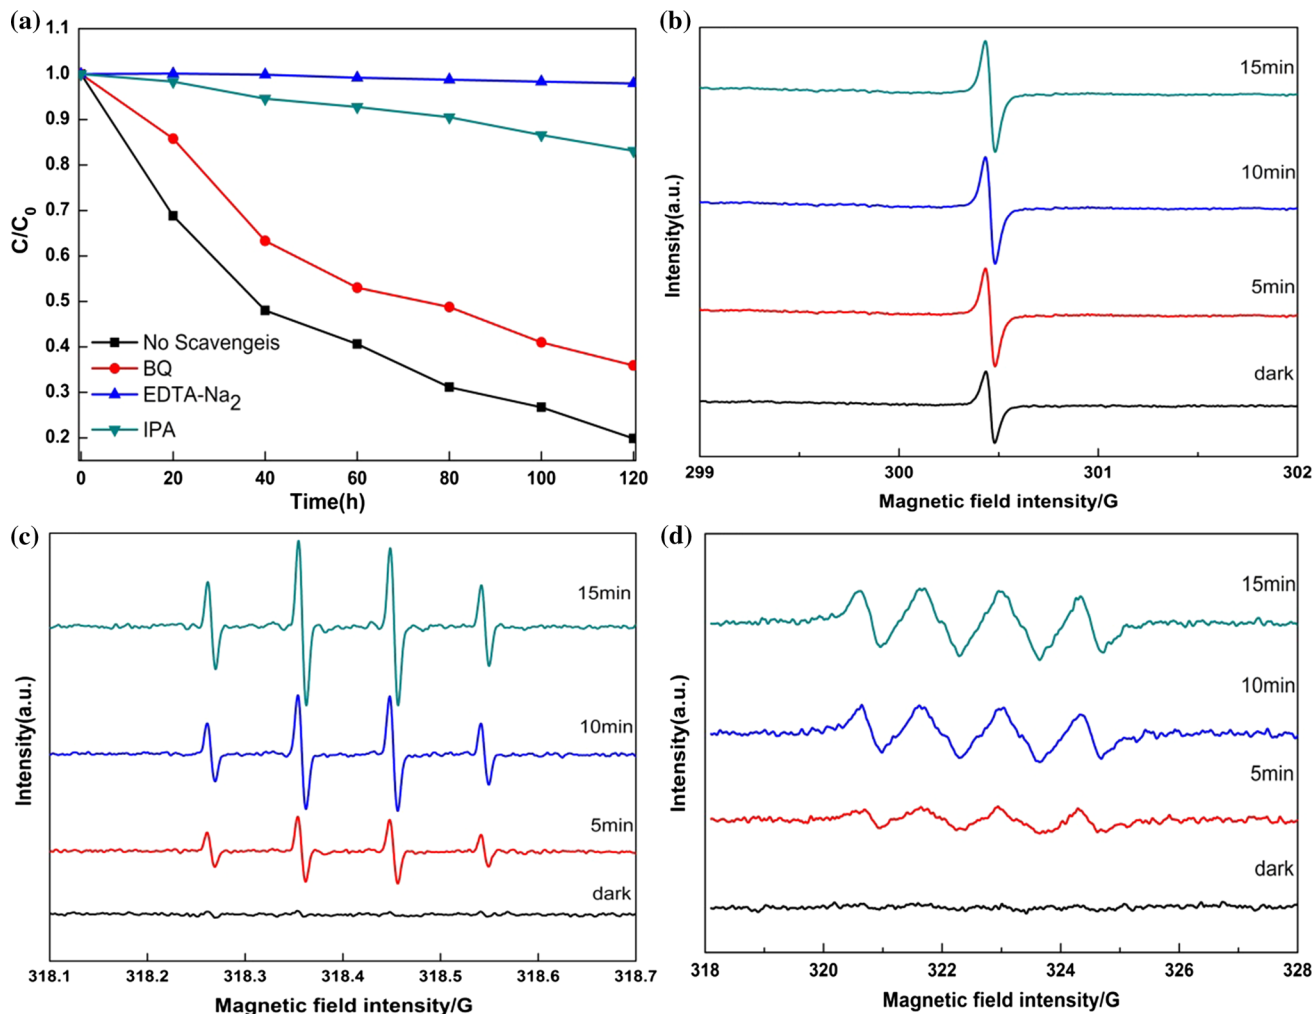 (a)
1.1
1.0
0.9
0.8
0.7
0.6
0.5
0.4
0.3
0.2
C/C0
No Scavengeis
BQ
EDTA-Na2
IPA
0 20 40 60 80 100 120
Time(h)
(b)
Intensity(a.u.)
15min
10min
5min
dark
299 300 301 302
Magnetic field intensity/G
(c)
Intensity(a.u.)
15min
10min
5min
dark
318.1 318.2 318.3 318.4 318.5 318.6 318.7
Magnetic field intensity/G
(d)
Intensity(a.u.)
15min
10min
5min
dark
318 320 322 324 326 328
Magnetic field intensity/G